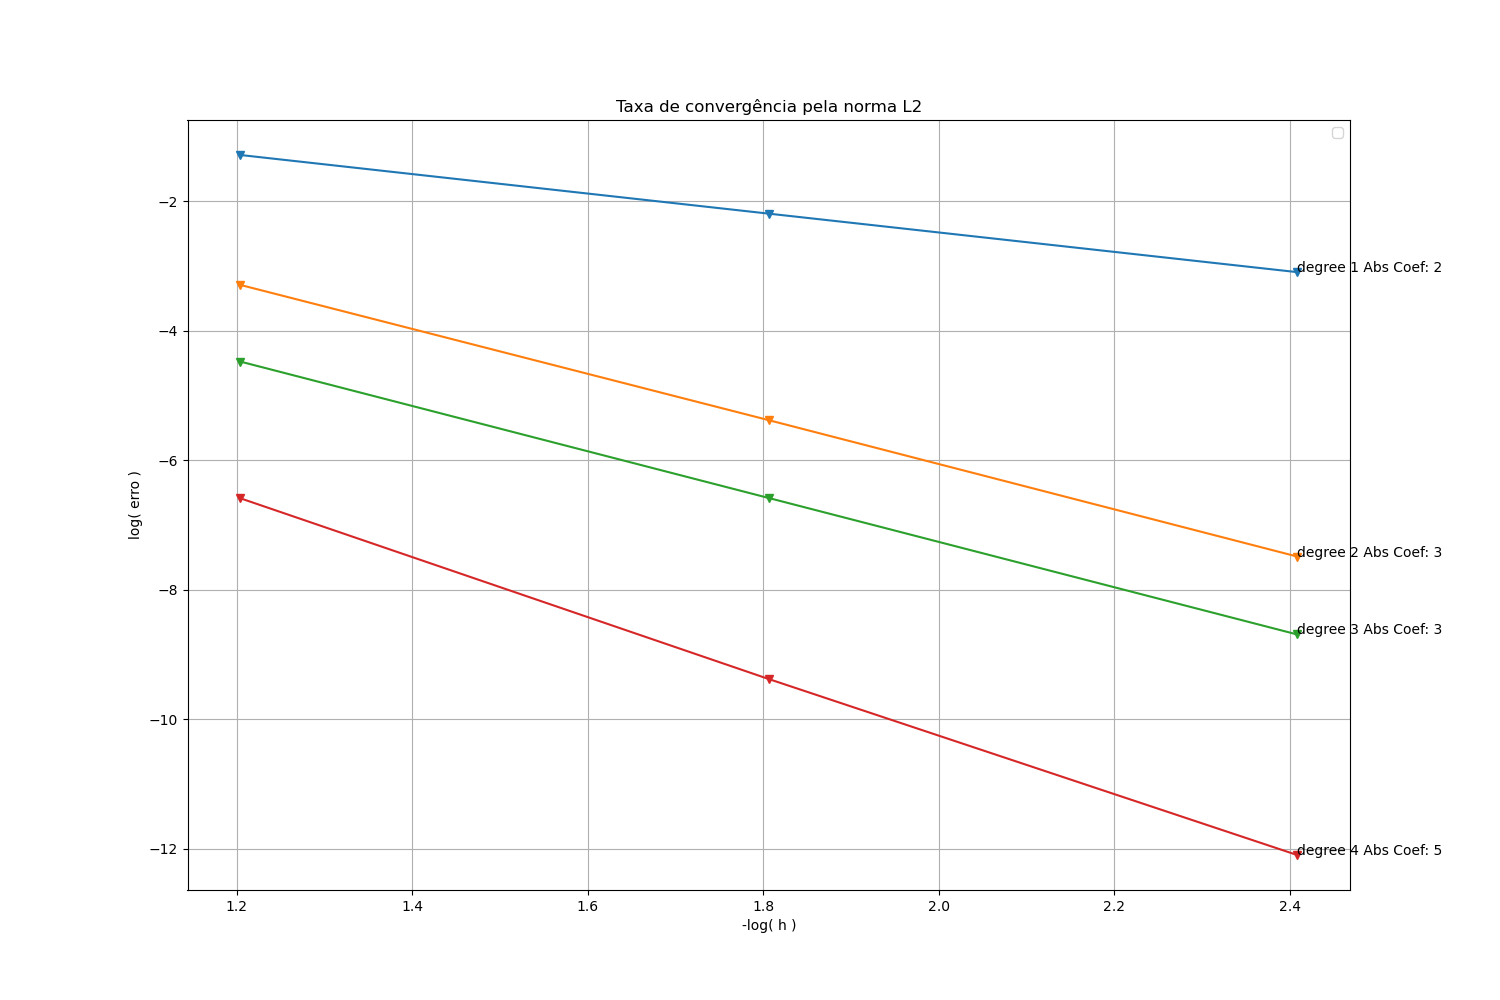 Taxa de convergência pela norma L2
log( erro )
−2
−4
−6
−8
−10
−12
degree 1 Abs Coef: 2
degree 2 Abs Coef: 3
degree 3 Abs Coef: 3
degree 4 Abs Coef: 5
1.2 1.4 1.6 1.8 2.0 2.2 2.4
-log( h )